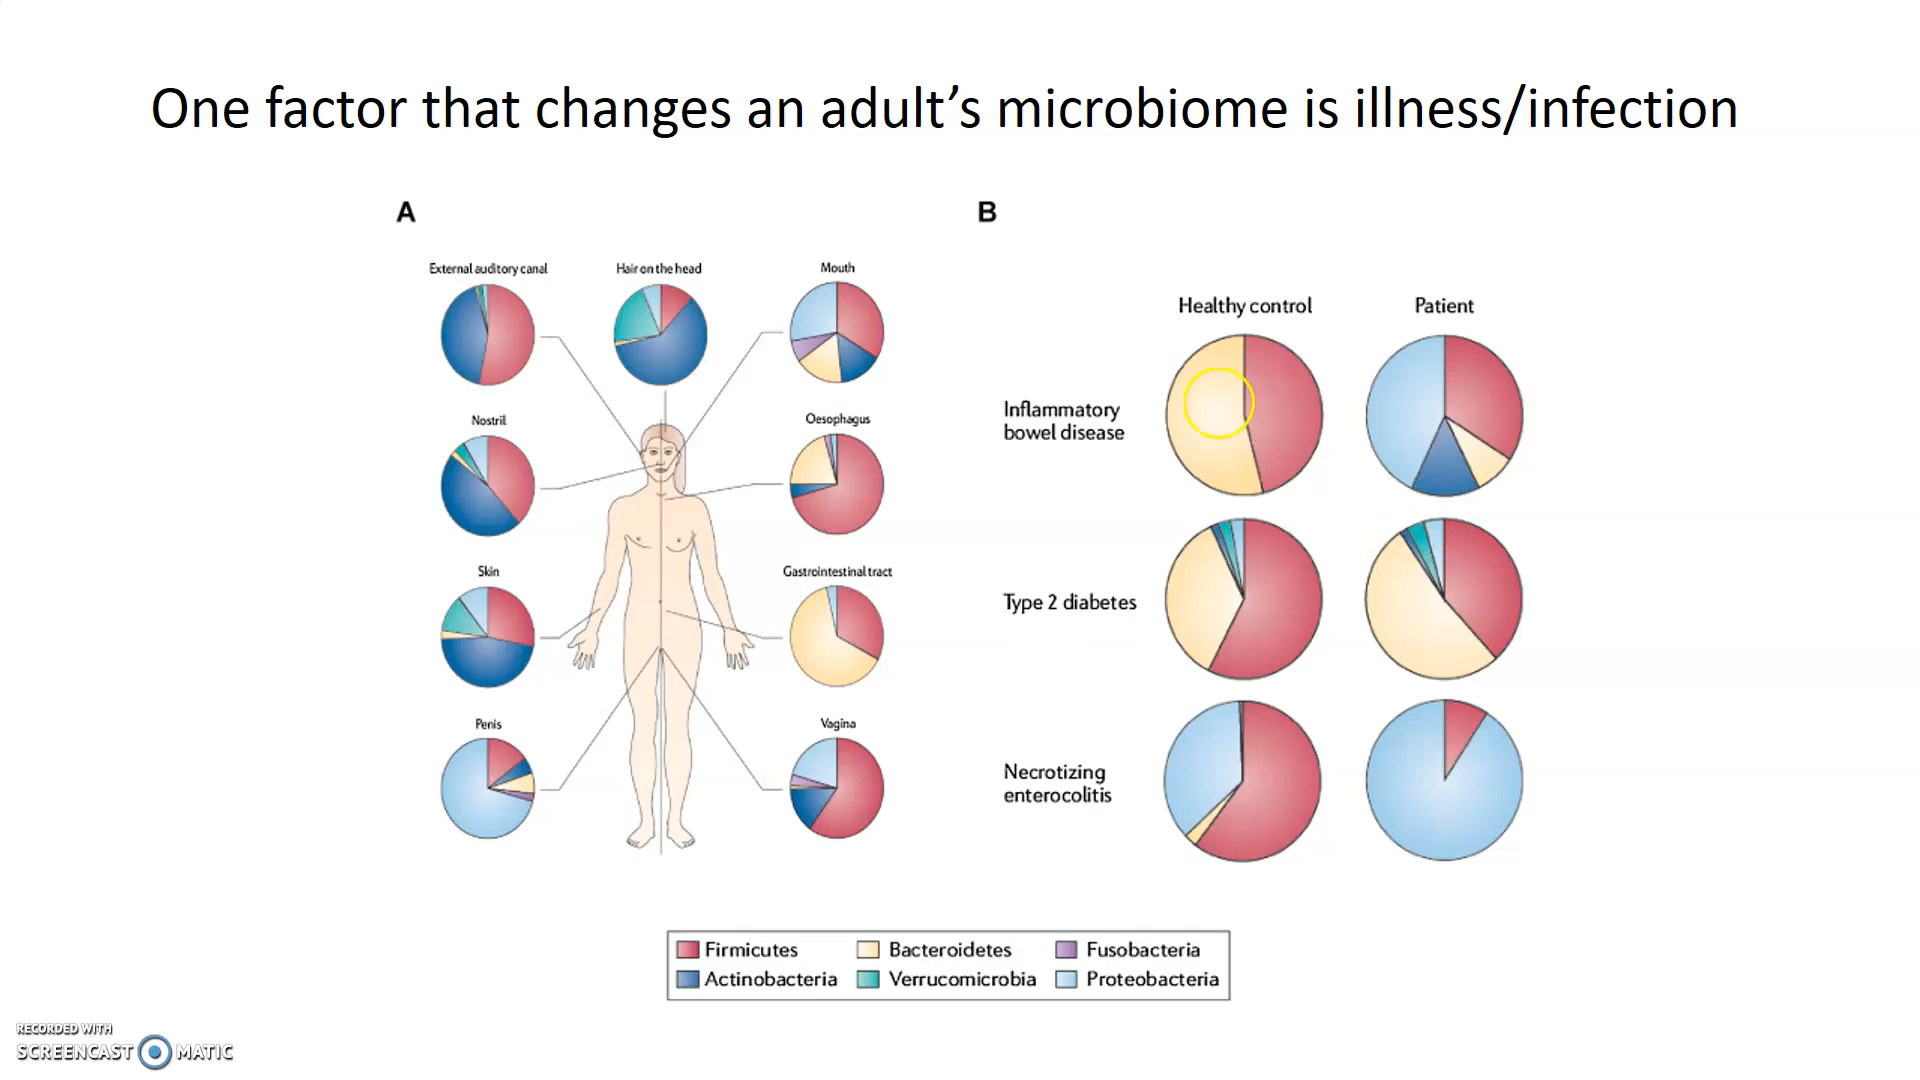 One factor that changes an adult’s microbiome is illness/infection
A
External auditory canal
Hair on the head
Mouth
Nostril
Oesophagus
Skin
Gastrointestinal tract
Penis
Vagina
B
Healthy control
Patient
Inflammatory
bowel disease
Type 2 diabetes
Necrotizing
enterocolitis
Firmicutes
Bacteroidetes
Fusobacteria
Actinobacteria
Verrucomicrobia
Proteobacteria
RECORDED WITH
SCREENCAST MATIC